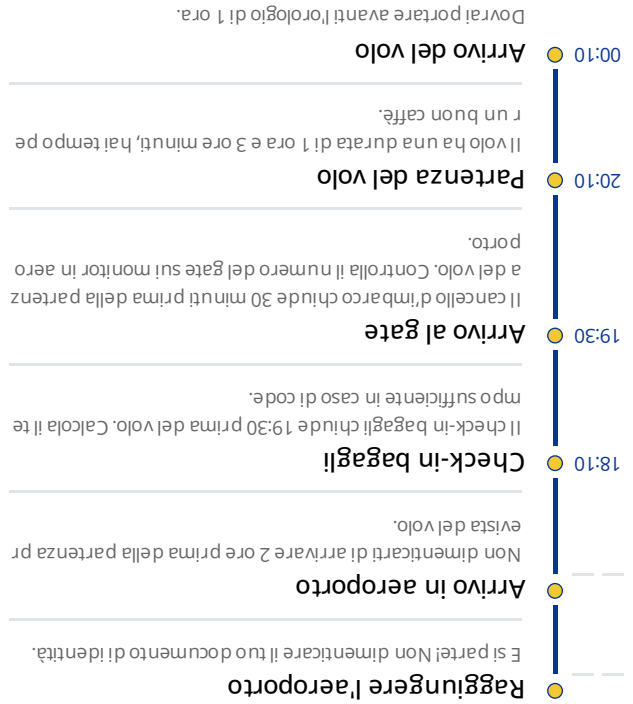 Raggiungere l'aeroporto
E si parte! Non dimenticare il tuo documento di identità.
Arrivo in aeroporto
Non dimenticarti di arrivare 2 ore prima della partenza pr
evista del volo.
18:10
Check-in bagagli
Il check-in bagagli chiude 19:30 prima del volo. Calcola il te
mpo sufficiente in caso di code.
19:30
Arrivo al gate
Il cancello d'imbarco chiude 30 minuti prima della partenz
a del volo. Controlla il numero del gate sui monitor in aero
porto.
20:10
Partenza del volo
Il volo ha una durata di 1 ora e 3 ore minuti, hai tempo pe
r un buon caffè.
00:10
Arrivo del volo
Dovrai portare avanti l'orologio di 1 ora.